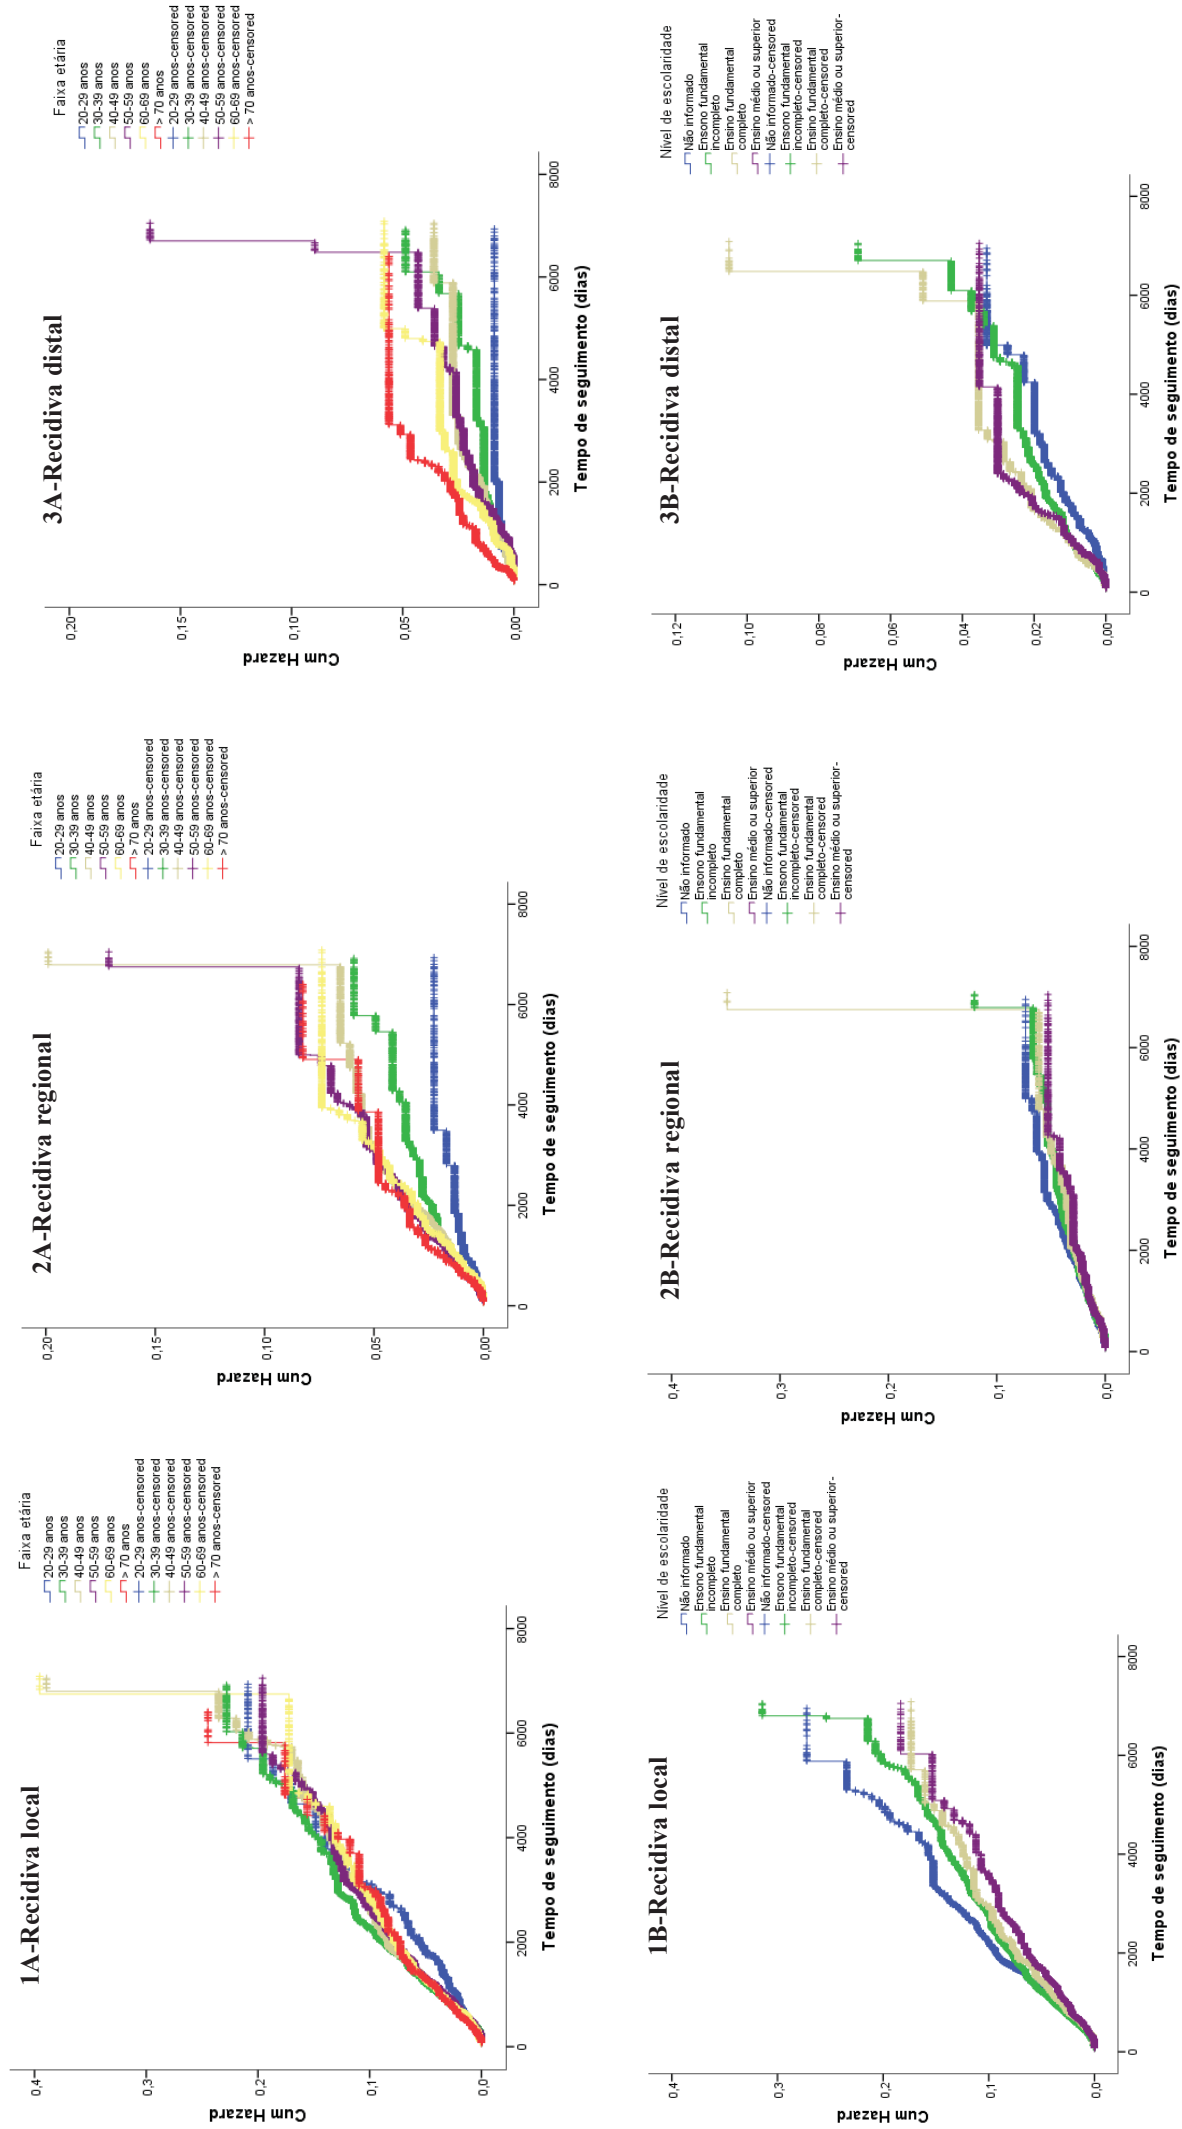 1A-Recidiva local
Cum Hazard
0,4
0,3
0,2
0,1
0,0
0
2000
4000
6000
8000
Tempo de seguimento (dias)
Faixa etária
20-29 anos
30-39 anos
40-49 anos
50-59 anos
60-69 anos
> 70 anos
20-29 anos-censored
30-39 anos-censored
40-49 anos-censored
50-59 anos-censored
60-69 anos-censored
> 70 anos-censored
2A-Recidiva regional
Cum Hazard
0,20
0,15
0,10
0,05
0,00
0
2000
4000
6000
8000
Tempo de seguimento (dias)
Faixa etária
20-29 anos
30-39 anos
40-49 anos
50-59 anos
60-69 anos
> 70 anos
20-29 anos-censored
30-39 anos-censored
40-49 anos-censored
50-59 anos-censored
60-69 anos-censored
> 70 anos-censored
3A-Recidiva distal
Cum Hazard
0,20
0,15
0,10
0,05
0,00
0
2000
4000
6000
8000
Tempo de seguimento (dias)
Faixa etária
20-29 anos
30-39 anos
40-49 anos
50-59 anos
60-69 anos
> 70 anos
20-29 anos-censored
30-39 anos-censored
40-49 anos-censored
50-59 anos-censored
60-69 anos-censored
> 70 anos-censored
1B-Recidiva local
Cum Hazard
0,4
0,3
0,2
0,1
0,0
0
2000
4000
6000
8000
Tempo de seguimento (dias)
Nível de escolaridade
Não informado
Ensono fundamental
incompleto
Ensino fundamental
completo
Ensino médio ou superior
Não informado-censored
Ensono fundamental
incompleto-censored
Ensino fundamental
completo-censored
Ensino médio ou superior-
censored
2B-Recidiva regional
Cum Hazard
0,4
0,3
0,2
0,1
0,0
0
2000
4000
6000
8000
Tempo de seguimento (dias)
Nível de escolaridade
Não informado
Ensono fundamental
incompleto
Ensino fundamental
completo
Ensino médio ou superior
Não informado-censored
Ensono fundamental
incompleto-censored
Ensino fundamental
completo-censored
Ensino médio ou superior-
censored
3B-Recidiva distal
Cum Hazard
0,12
0,10
0,08
0,06
0,04
0,02
0,00
0
2000
4000
6000
8000
Tempo de seguimento (dias)
Nível de escolaridade
Não informado
Ensono fundamental
incompleto
Ensino fundamental
completo
Ensino médio ou superior
Não informado-censored
Ensono fundamental
incompleto-censored
Ensino fundamental
completo-censored
Ensino médio ou superior-
censored